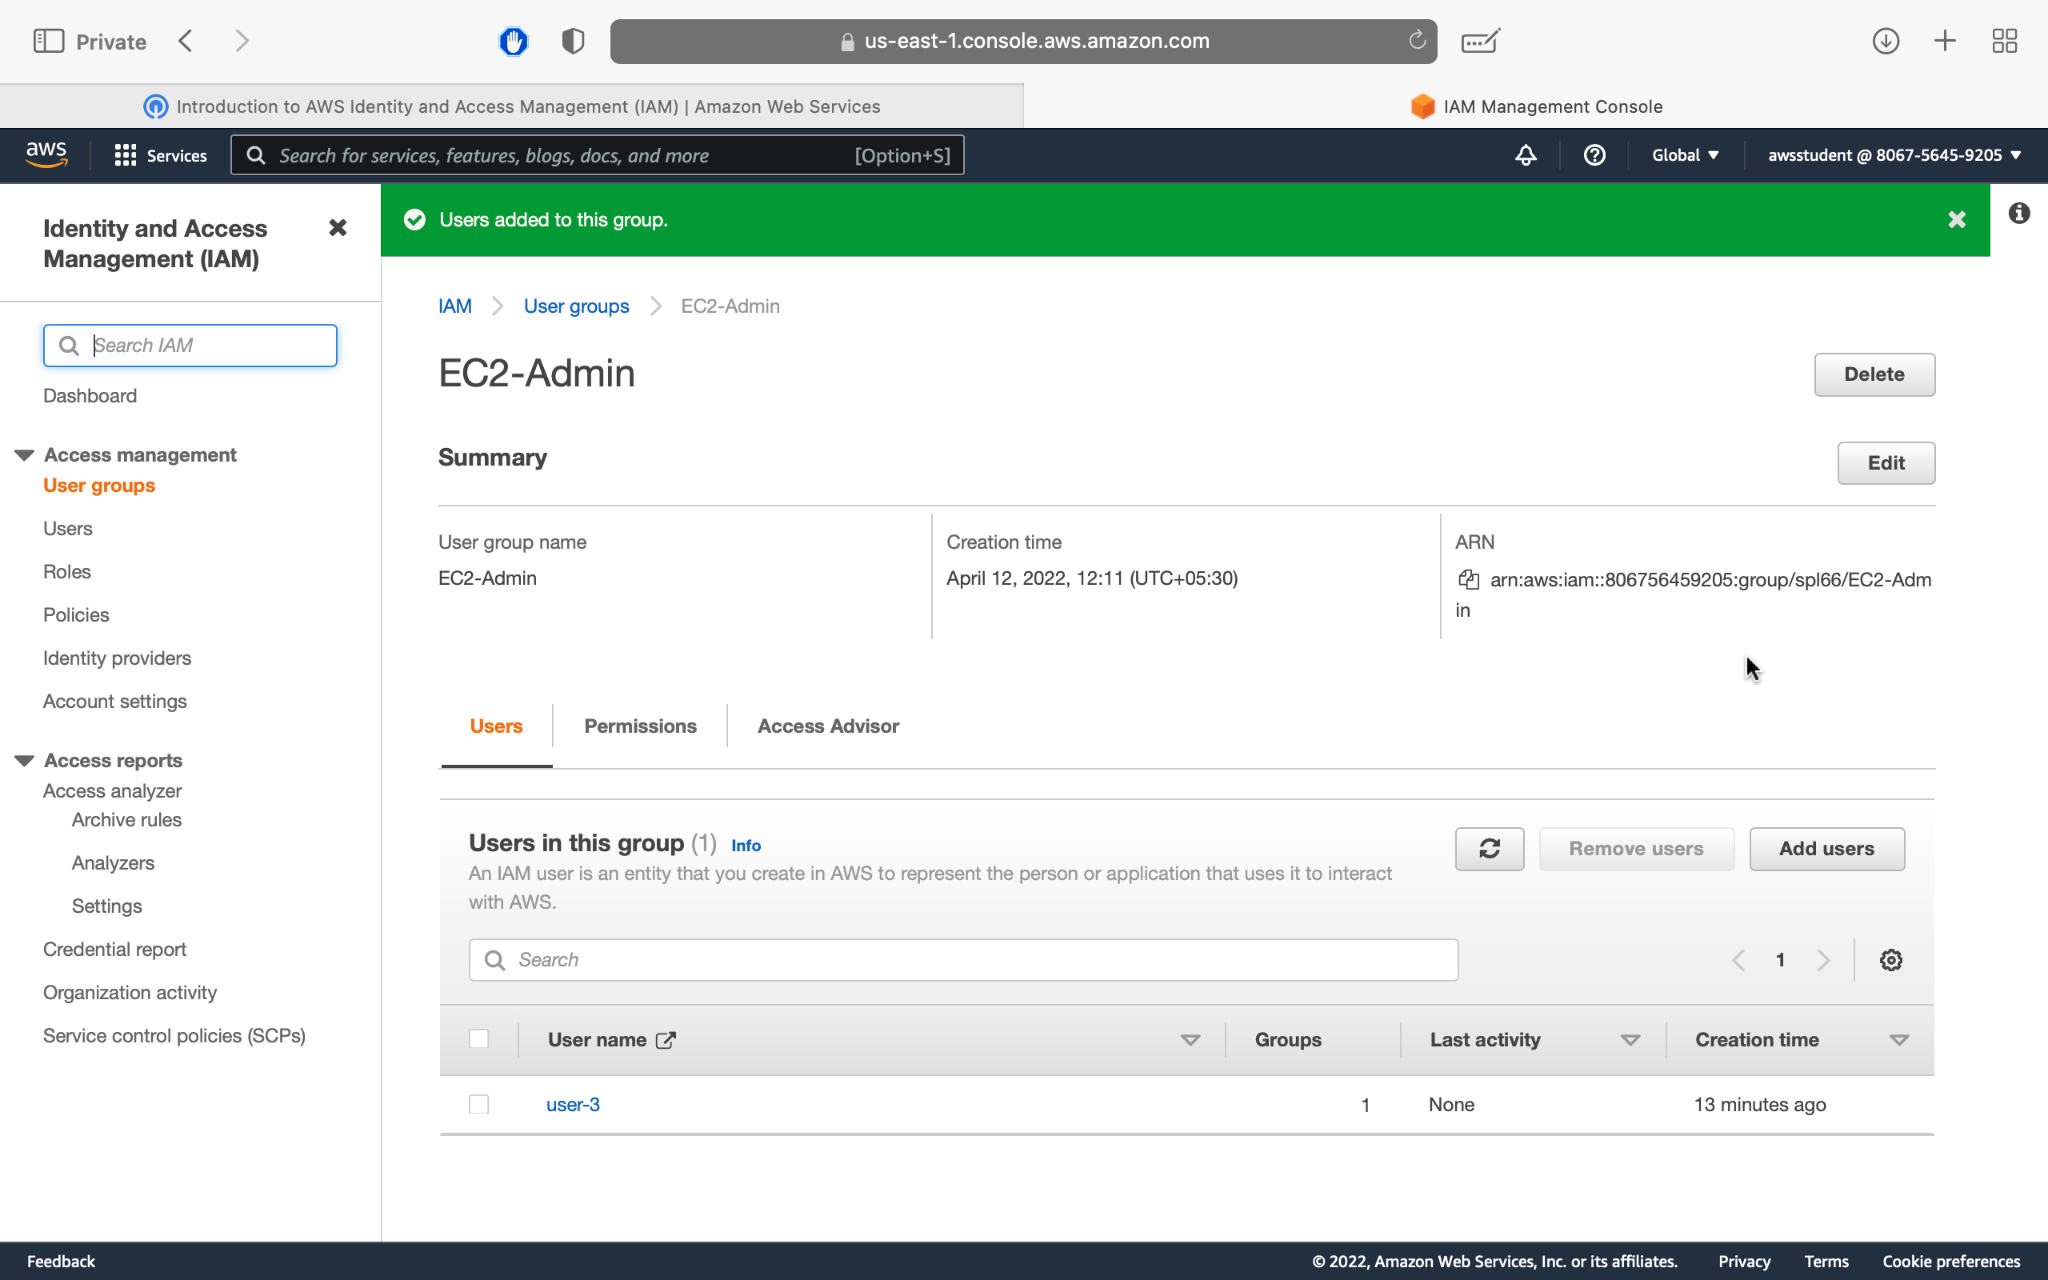 Private
us-east-1.console.aws.amazon.com
Introduction to AWS Identity and Access Management (IAM) | Amazon Web Services
IAM Management Console
aws
Services
Search for services, features, blogs, docs, and more
[Option+S]
Global
awsstudent @ 8067-5645-9205
Identity and Access
Management (IAM)
Search IAM
Dashboard
Access management
User groups
Users
Roles
Policies
Identity providers
Account settings
Access reports
Access analyzer
Archive rules
Analyzers
Settings
Credential report
Organization activity
Service control policies (SCPs)
Users added to this group.
IAM
User groups
EC2-Admin
EC2-Admin
Delete
Summary
Edit
User group name
EC2-Admin
Creation time
April 12, 2022, 12:11 (UTC+05:30)
ARN
arn:aws:iam::806756459205:group/spl66/EC2-Adm
in
Users
Permissions
Access Advisor
Users in this group (1)
Info
An IAM user is an entity that you create in AWS to represent the person or application that uses it to interact
with AWS.
Remove users
Add users
Search
1
User name
Groups
Last activity
Creation time
user-3
1
None
13 minutes ago
Feedback
© 2022, Amazon Web Services, Inc. or its affiliates.
Privacy
Terms
Cookie preferences